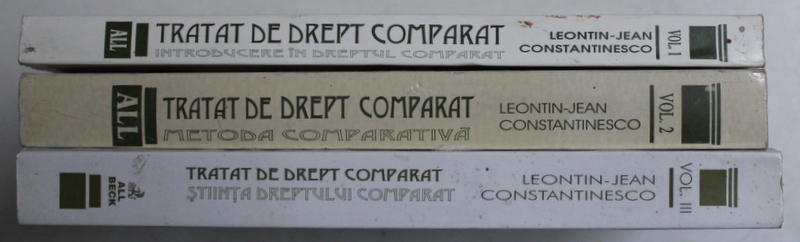 ALL
TRATAT DE DREPT COMPARAT
INTRODUCERE ÎN DREPTUL COMPARAT
LEONTIN-JEAN
CONSTANTINESCO
VOL. 1
ALL
TRATAT DE DREPT COMPARAT
METODA COMPARATIVĂ
LEONTIN-JEAN
CONSTANTINESCO
VOL. 2
ALL
BECK
TRATAT DE DREPT COMPARAT
ŞTIINŢA DREPTULUI COMPARAT
LEONTIN-JEAN
CONSTANTINESCO
VOL. III